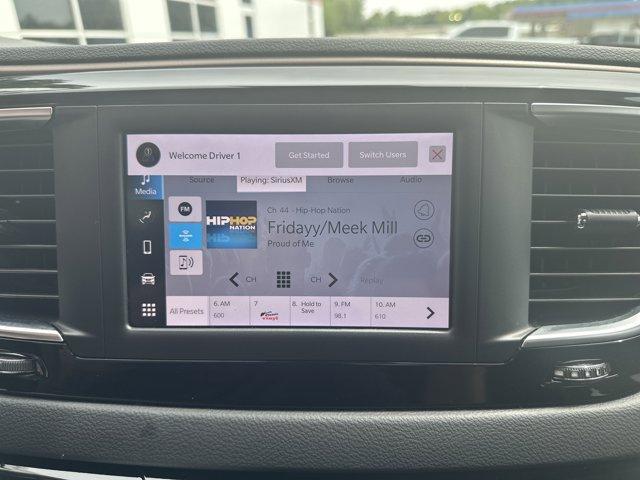 Welcome Driver 1
Get Started
Switch Users
Media
Source
Playing: SiriusXM
Browse
Audio
FM
HIPHOP
NATION
Ch 44 - Hip-Hop Nation
Fridayy/Meek Mill
Proud of Me
CH
CH
Replay
All Presets
6. AM
600
7
vinyl
8. Hold to
Save
9. FM
98.1
10. AM
610